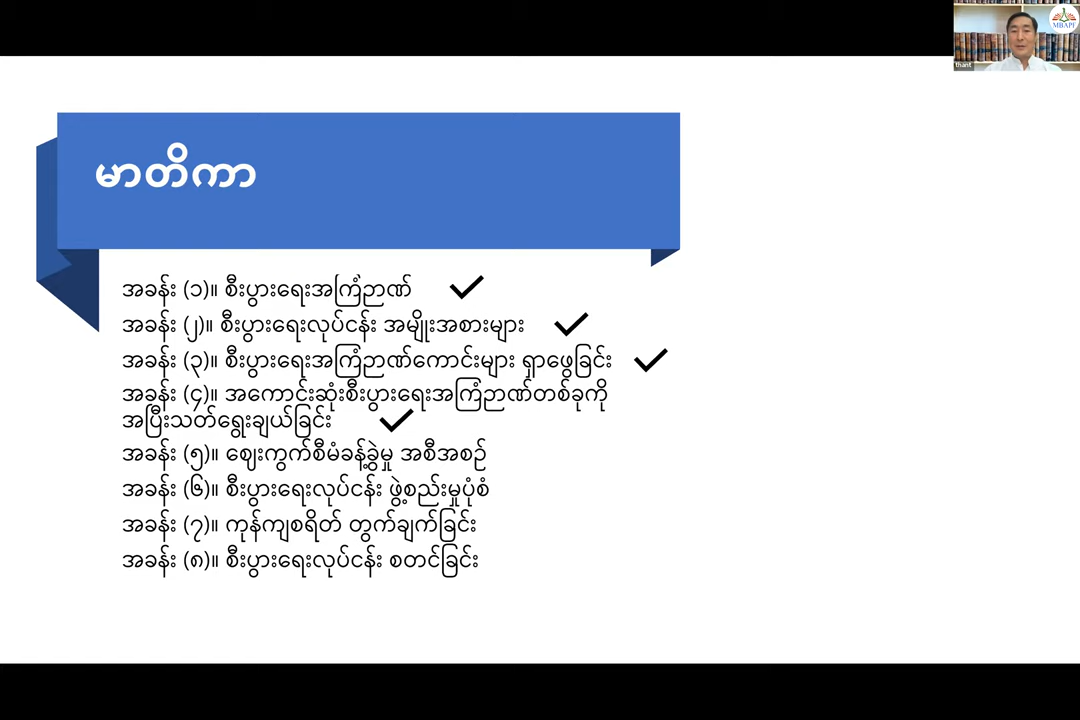 မာတိကာ
အခန်း (၁)။ စီးပွားရေးအကြံဉာဏ်
အခန်း (၂)။ စီးပွားရေးလုပ်ငန်း အမျိုးအစားများ
အခန်း (၃)။ စီးပွားရေးအကြံဉာဏ်ကောင်းများ ရှာဖွေခြင်း
အခန်း (၄)။ အကောင်းဆုံးစီးပွားရေးအကြံဉာဏ်တစ်ခုကို
အပြီးသတ်ရွေးချယ်ခြင်း
အခန်း (၅)။ ဈေးကွက်စီမံခန့်ခွဲမှု အစီအစဉ်
အခန်း (၆)။ စီးပွားရေးလုပ်ငန်း ဖွဲ့စည်းမှုပုံစံ
အခန်း (၇)။ ကုန်ကျစရိတ် တွက်ချက်ခြင်း
အခန်း (၈)။ စီးပွားရေးလုပ်ငန်း စတင်ခြင်း
MBAPF
thant